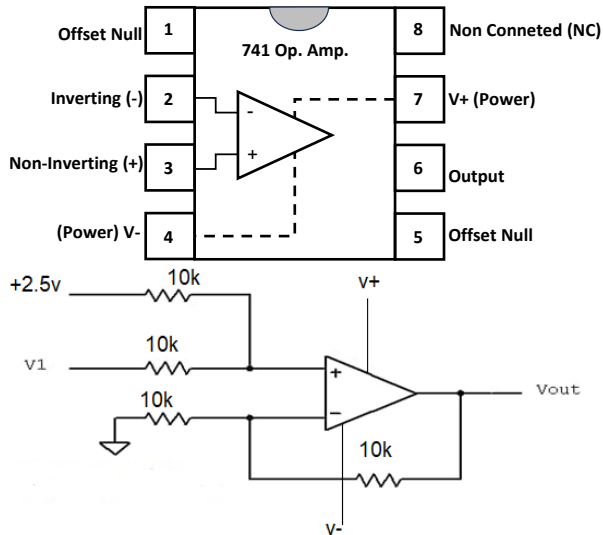 Offset Null 1
8 Non Conneted (NC)
741 Op. Amp.
Inverting (-) 2
7 V+ (Power)
-
Non-Inverting (+) 3
+
6 Output
(Power) V- 4
5 Offset Null
+2.5v
10k
v+
V1
10k
+
Vout
10k
-
10k
v-